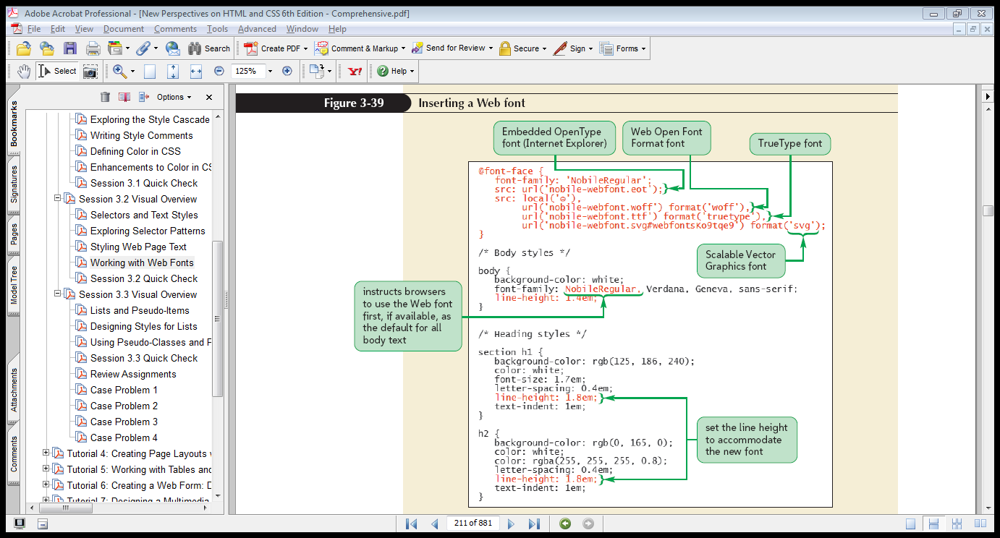 Adobe Acrobat Professional - [New Perspectives on HTML and CSS 6th Edition - Comprehensive.pdf]
File Edit View Document Comments Tools Advanced Window Help
Search Create PDF Comment & Markup Send for Review Secure Sign Forms
Select 125% Y! Help
Options
Bookmarks
Signatures
Pages
Model Tree
Attachments
Comments
Exploring the Style Cascade
Writing Style Comments
Defining Color in CSS
Enhancements to Color in CS
Session 3.1 Quick Check
Session 3.2 Visual Overview
Selectors and Text Styles
Exploring Selector Patterns
Styling Web Page Text
Working with Web Fonts
Session 3.2 Quick Check
Session 3.3 Visual Overview
Lists and Pseudo-Items
Designing Styles for Lists
Using Pseudo-Classes and P
Session 3.3 Quick Check
Review Assignments
Case Problem 1
Case Problem 2
Case Problem 3
Case Problem 4
Tutorial 4: Creating Page Layouts
Tutorial 5: Working with Tables and
Tutorial 6: Creating a Web Form: D
Tutorial 7: Designing a Multimedia
Figure 3-39 Inserting a Web font
Embedded OpenType
font (Internet Explorer)
Web Open Font
Format font
TrueType font
@font-face {
font-family: 'NobileRegular';
src: url('nobile-webfont.eot');
src: local('☺'),
url('nobile-webfont.woff') format('woff'),
url('nobile-webfont.ttf') format('truetype'),
url('nobile-webfont.svg#webfontsKo9tqe9') format('svg');
}
Scalable Vector
Graphics font
/* Body styles */
body {
background-color: white;
font-family: NobileRegular, Verdana, Geneva, sans-serif;
line-height: 1.4em;
}
instructs browsers
to use the Web font
first, if available, as
the default for all
body text
/* Heading styles */
section h1 {
background-color: rgb(125, 186, 240);
color: white;
font-size: 1.7em;
letter-spacing: 0.4em;
line-height: 1.8em;
text-indent: 1em;
}
h2 {
background-color: rgb(0, 165, 0);
color: white;
color: rgba(255, 255, 255, 0.8);
letter-spacing: 0.4em;
line-height: 1.8em;
text-indent: 1em;
}
set the line height
to accommodate
the new font
211 of 881